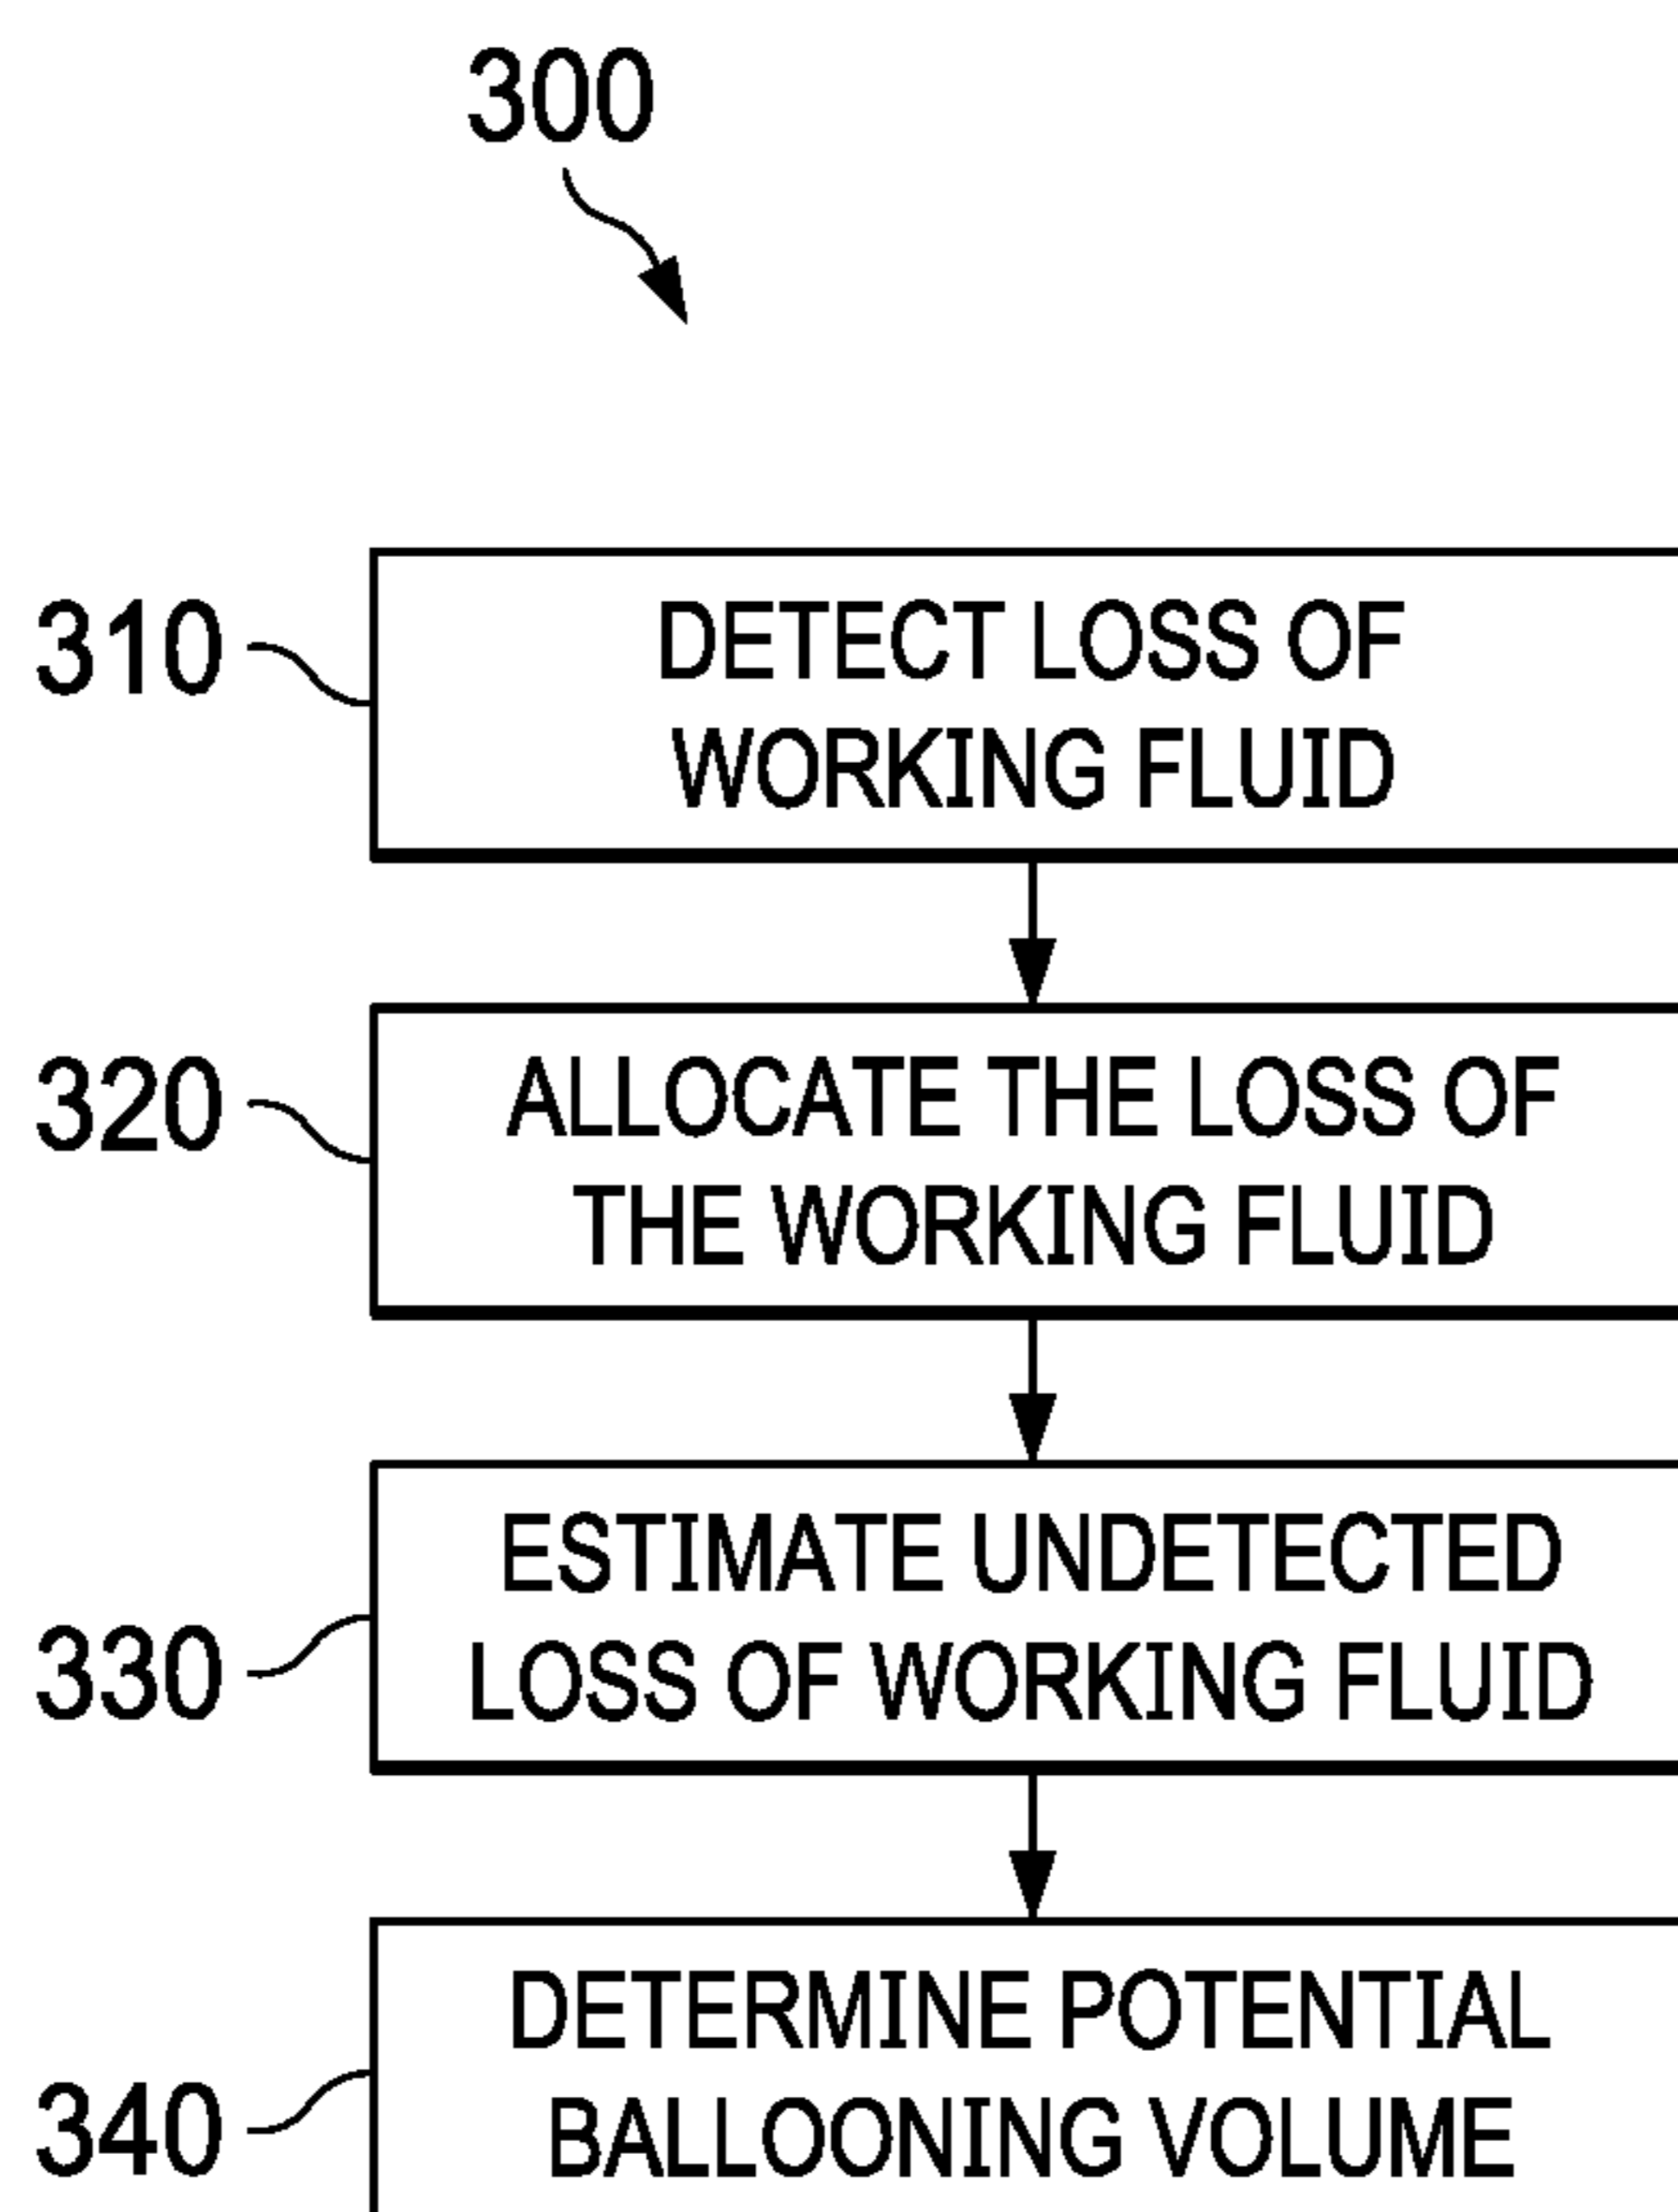 300
310
DETECT LOSS OF
WORKING FLUID
320
ALLOCATE THE LOSS OF
THE WORKING FLUID
330
ESTIMATE UNDETECTED
LOSS OF WORKING FLUID
340
DETERMINE POTENTIAL
BALLOONING VOLUME